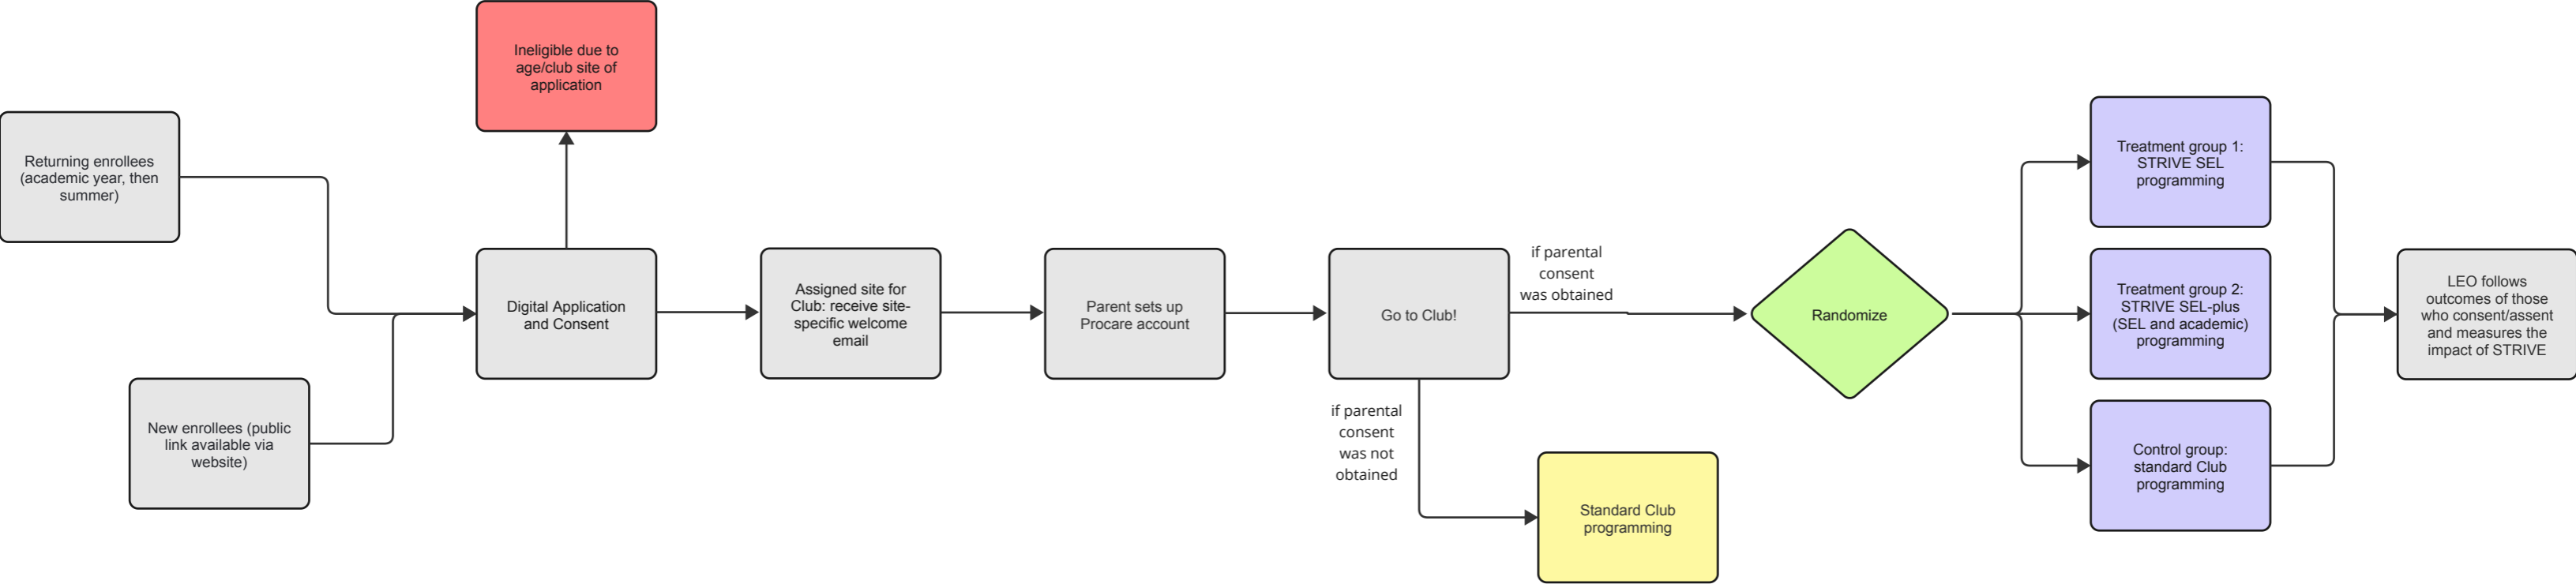 Ineligible due to
age/club site of
application
Returning enrollees
(academic year, then
summer)
New enrollees (public
link available via
website)
Digital Application
and Consent
Assigned site for
Club: receive site-
specific welcome
email
Parent sets up
Procare account
Go to Club!
if parental
consent
was obtained
if parental
consent
was not
obtained
Standard Club
programming
Randomize
Treatment group 1:
STRIVE SEL
programming
Treatment group 2:
STRIVE SEL-plus
(SEL and academic)
programming
Control group:
standard Club
programming
LEO follows
outcomes of those
who consent/assent
and measures the
impact of STRIVE